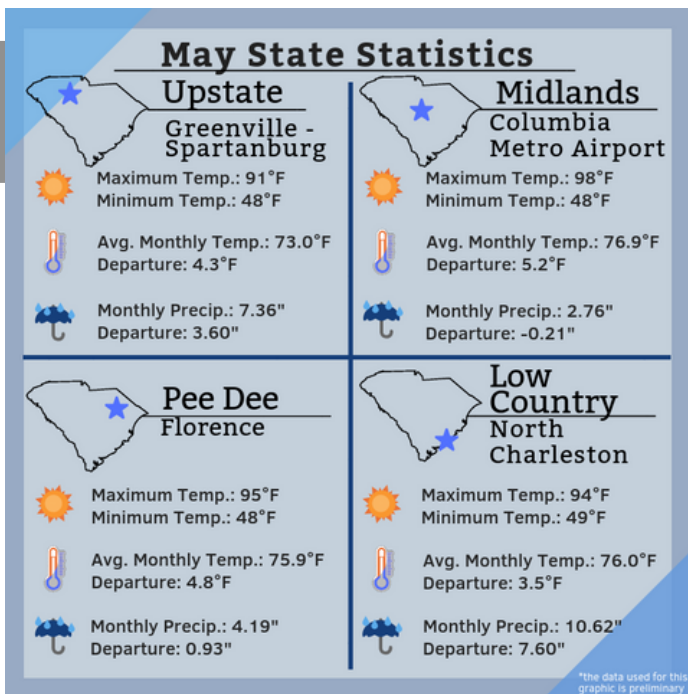 May State Statistics
Upstate
Greenville -
Spartanburg
Maximum Temp.: 91°F
Minimum Temp.: 48°F
Avg. Monthly Temp.: 73.0°F
Departure: 4.3°F
Monthly Precip.: 7.36"
Departure: 3.60"
Midlands
Columbia
Metro Airport
Maximum Temp.: 98°F
Minimum Temp.: 48°F
Avg. Monthly Temp.: 76.9°F
Departure: 5.2°F
Monthly Precip.: 2.76"
Departure: -0.21"
Pee Dee
Florence
Maximum Temp.: 95°F
Minimum Temp.: 48°F
Avg. Monthly Temp.: 75.9°F
Departure: 4.8°F
Monthly Precip.: 4.19"
Departure: 0.93"
Low
Country
North
Charleston
Maximum Temp.: 94°F
Minimum Temp.: 49°F
Avg. Monthly Temp.: 76.0°F
Departure: 3.5°F
Monthly Precip.: 10.62"
Departure: 7.60"
*the data used for this
graphic is preliminary